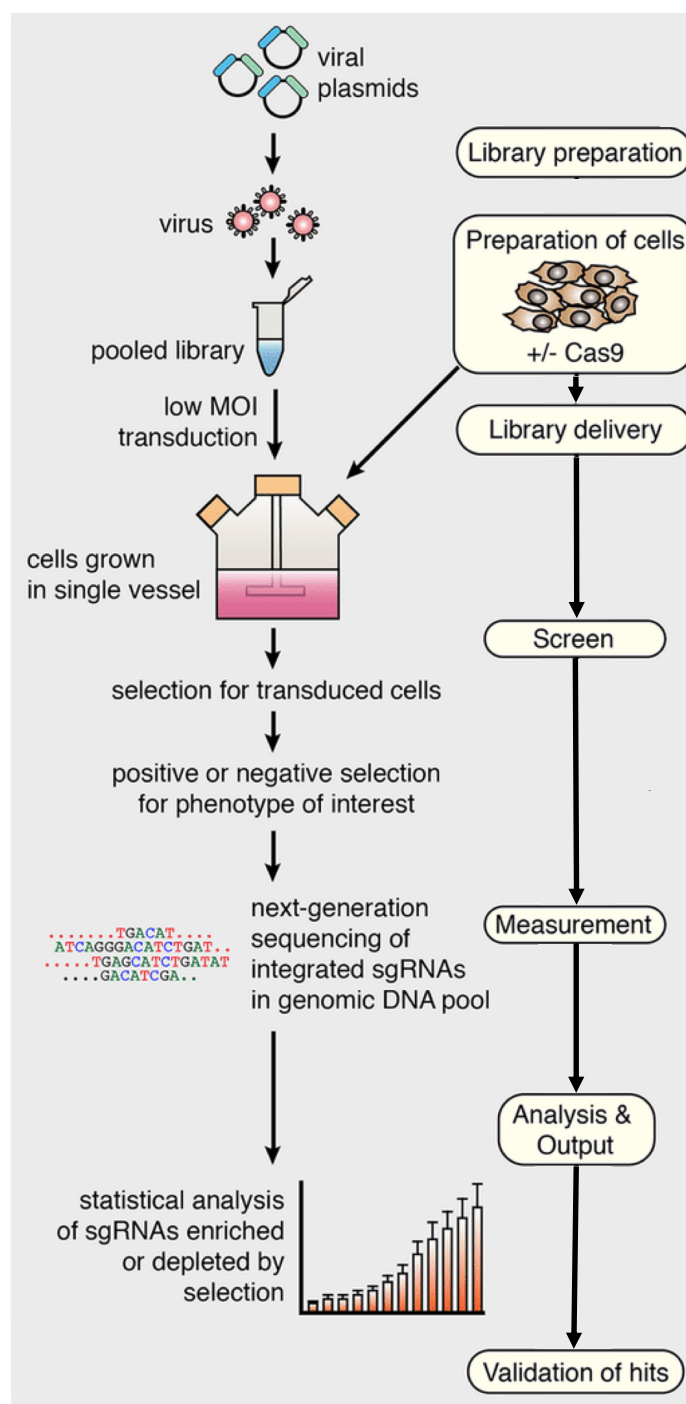 viral
plasmids
Library preparation
virus
Preparation of cells
+/- Cas9
pooled library
low MOI
transduction
Library delivery
cells grown
in single vessel
Screen
selection for transduced cells
positive or negative selection
for phenotype of interest
next-generation
sequencing of
integrated sgRNAs
in genomic DNA pool
.......TGACAT....
ATCAGGGACATCTGAT..
.....TGAGCATCTGATAT
....GACATCGA..
Measurement
Analysis &
Output
statistical analysis
of sgRNAs enriched
or depleted by
selection
Validation of hits